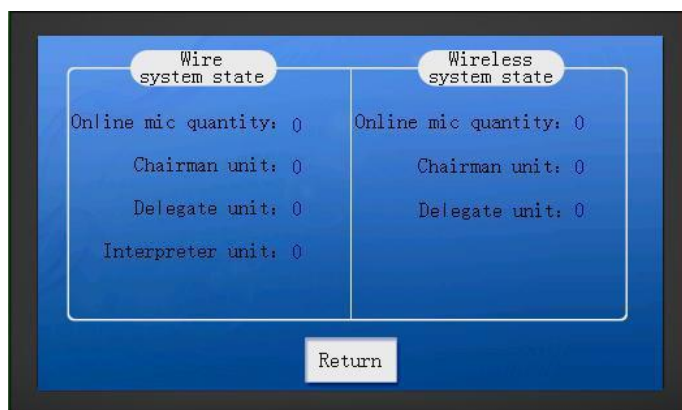 Wire
system state
Online mic quantity: 0
Chairman unit: 0
Delegate unit: 0
Interpreter unit: 0
Wireless
system state
Online mic quantity: 0
Chairman unit: 0
Delegate unit: 0
Return